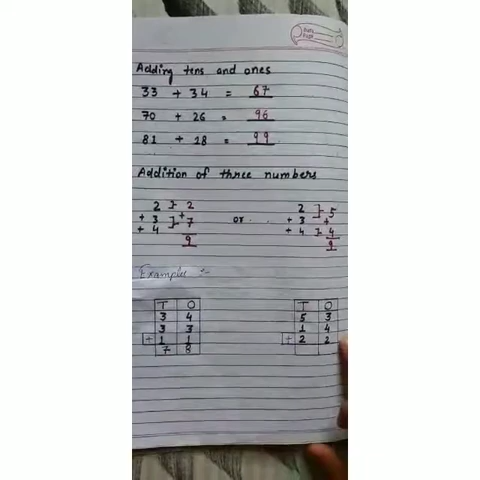 Adding tens and ones
33 + 34 = 67
70 + 26 = 96
81 + 28 = 99
Addition of three numbers
2 } 2 2 } 5
+ 3 } + 7 or + 3 +
+ 4 + 4 } 4
9 9
Examples :-
T O T O
3 4 5 3
3 3 1 4
+ 1 1 + 2 2
7 8